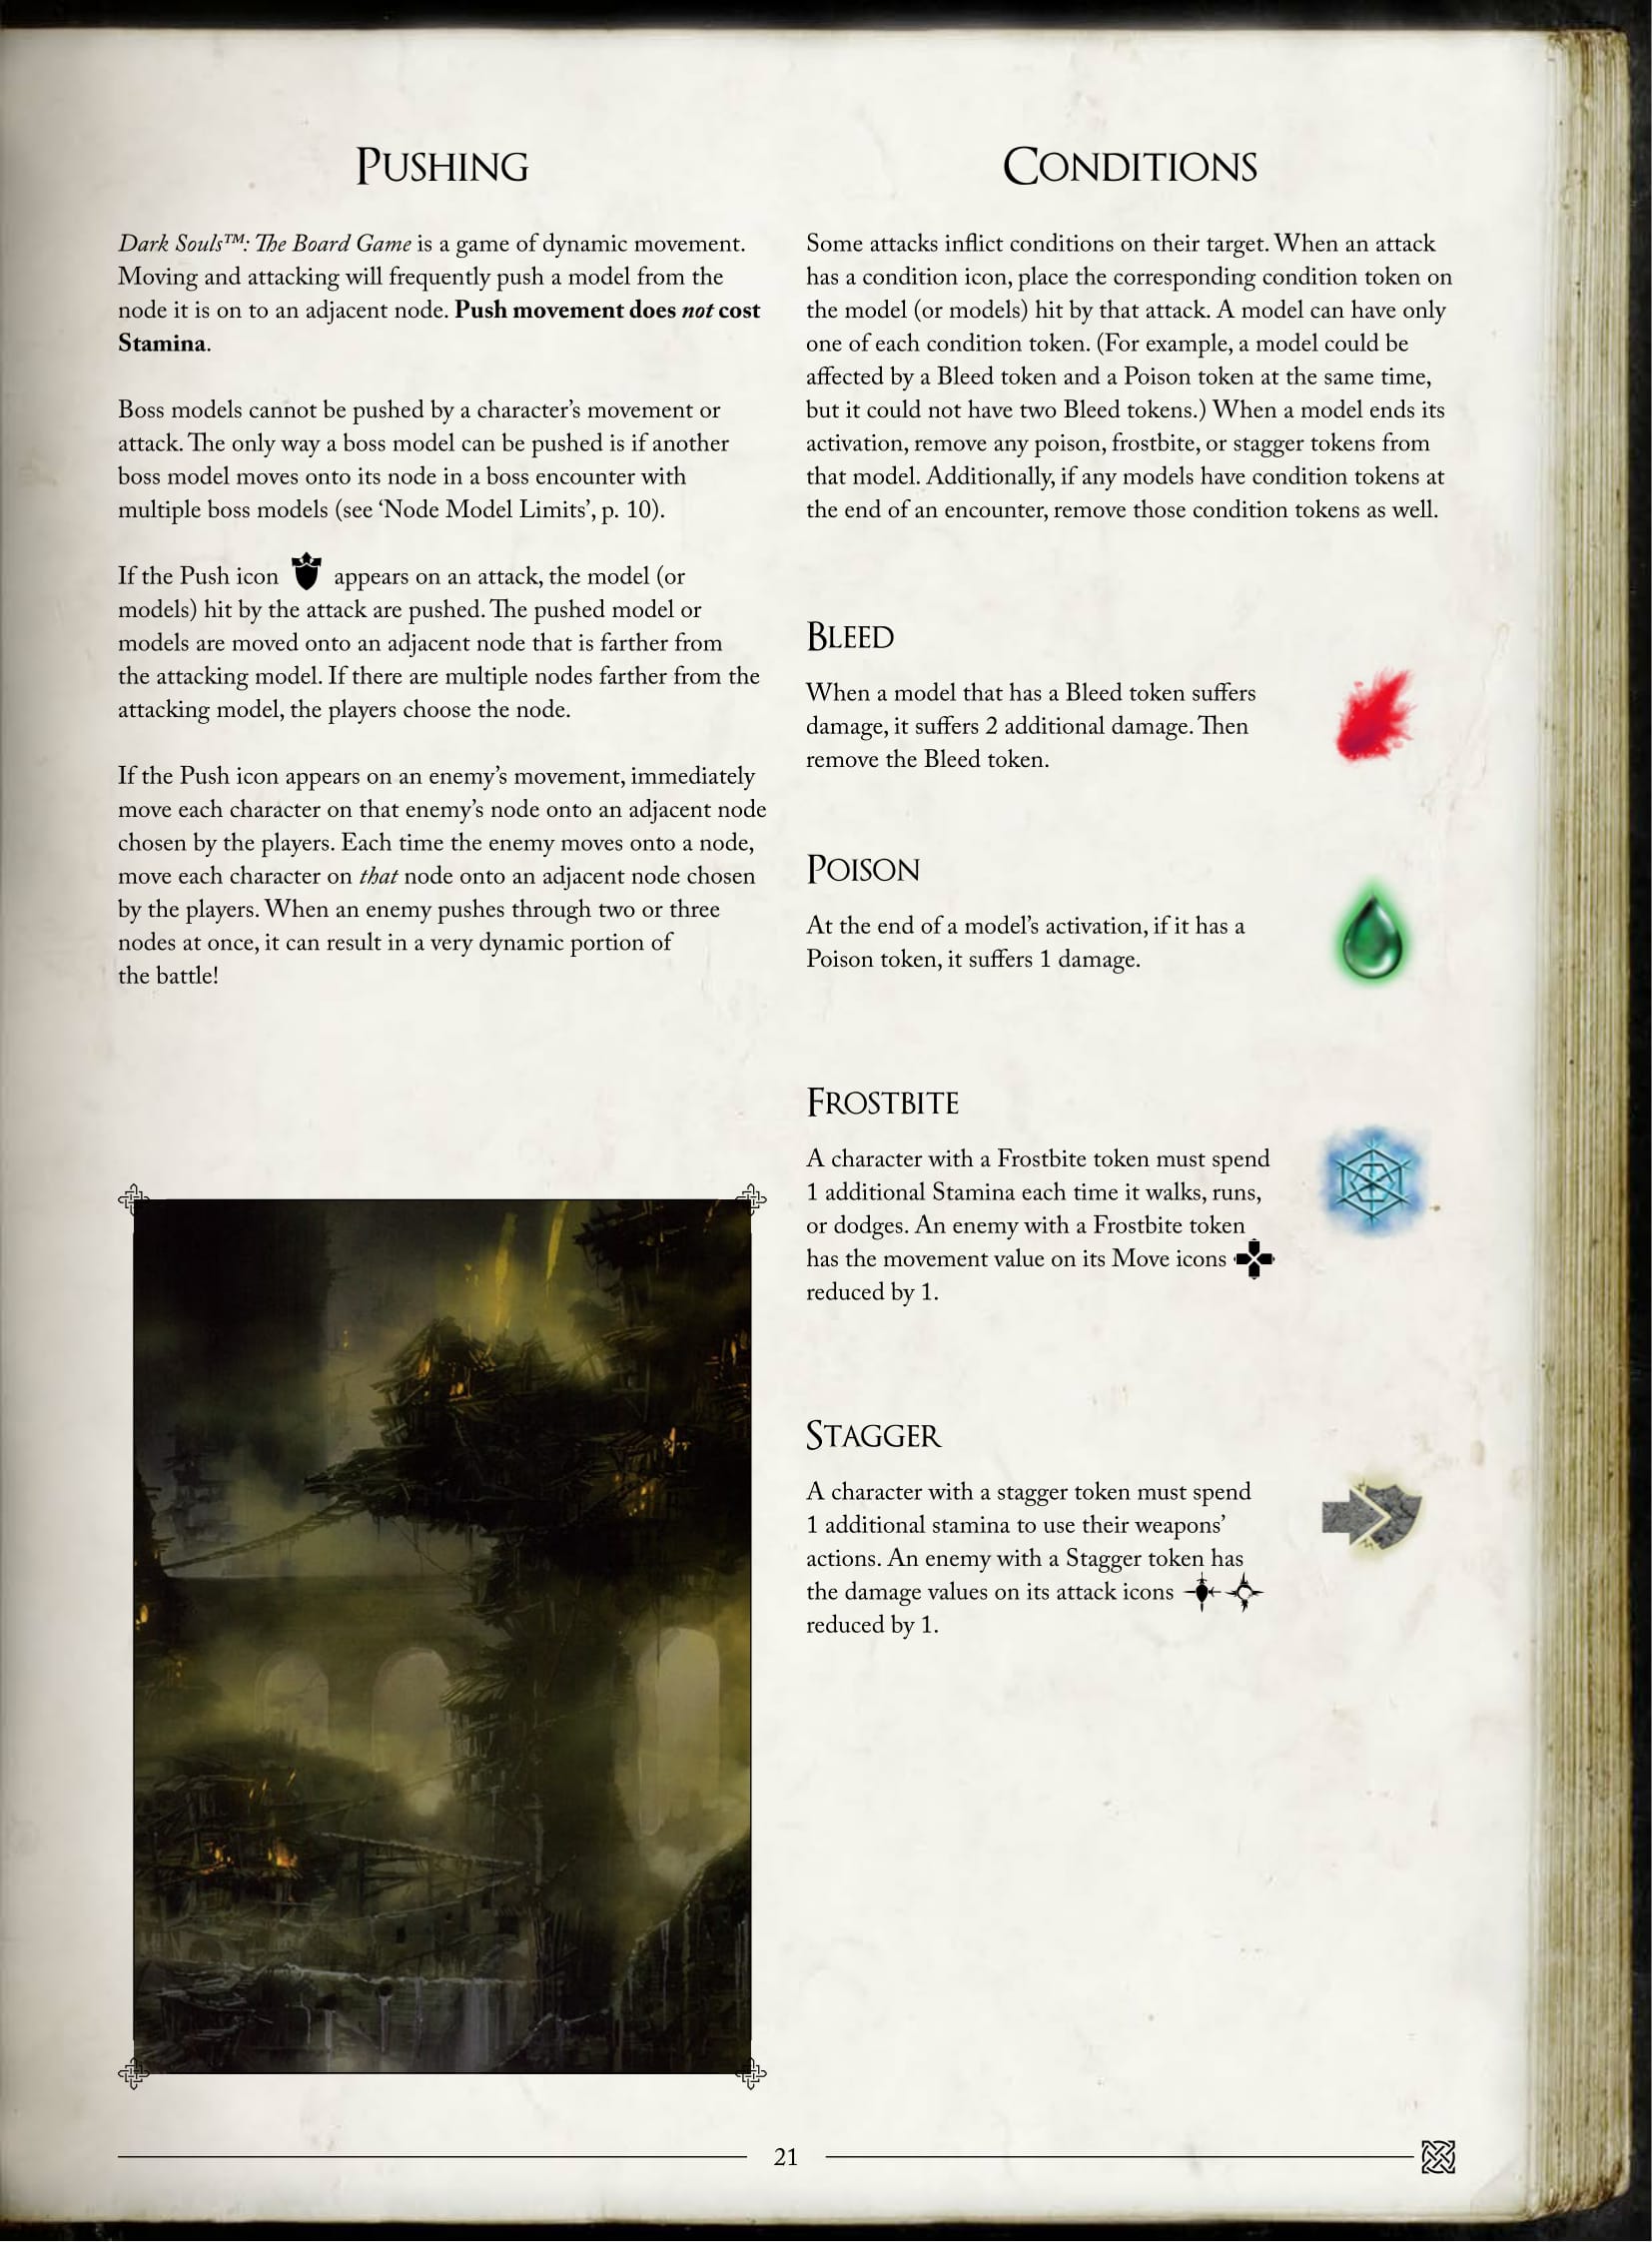 PUSHING
Dark Souls™: The Board Game is a game of dynamic movement.
Moving and attacking will frequently push a model from the
node it is on to an adjacent node. Push movement does not cost
Stamina.
Boss models cannot be pushed by a character's movement or
attack. The only way a boss model can be pushed is if another
boss model moves onto its node in a boss encounter with
multiple boss models (see ‘Node Model Limits’, p. 10).
If the Push icon appears on an attack, the model (or
models) hit by the attack are pushed. The pushed model or
models are moved onto an adjacent node that is farther from
the attacking model. If there are multiple nodes farther from the
attacking model, the players choose the node.
If the Push icon appears on an enemy's movement, immediately
move each character on that enemy's node onto an adjacent node
chosen by the players. Each time the enemy moves onto a node,
move each character on that node onto an adjacent node chosen
by the players. When an enemy pushes through two or three
nodes at once, it can result in a very dynamic portion of
the battle!
CONDITIONS
Some attacks inflict conditions on their target. When an attack
has a condition icon, place the corresponding condition token on
the model (or models) hit by that attack. A model can have only
one of each condition token. (For example, a model could be
affected by a Bleed token and a Poison token at the same time,
but it could not have two Bleed tokens.) When a model ends its
activation, remove any poison, frostbite, or stagger tokens from
that model. Additionally, if any models have condition tokens at
the end of an encounter, remove those condition tokens as well.
BLEED
When a model that has a Bleed token suffers
damage, it suffers 2 additional damage. Then
remove the Bleed token.
POISON
At the end of a model's activation, if it has a
Poison token, it suffers 1 damage.
FROSTBITE
A character with a Frostbite token must spend
1 additional Stamina each time it walks, runs,
or dodges. An enemy with a Frostbite token
has the movement value on its Move icons
reduced by 1.
STAGGER
A character with a stagger token must spend
1 additional stamina to use their weapons'
actions. An enemy with a Stagger token has
the damage values on its attack icons
reduced by 1.
21